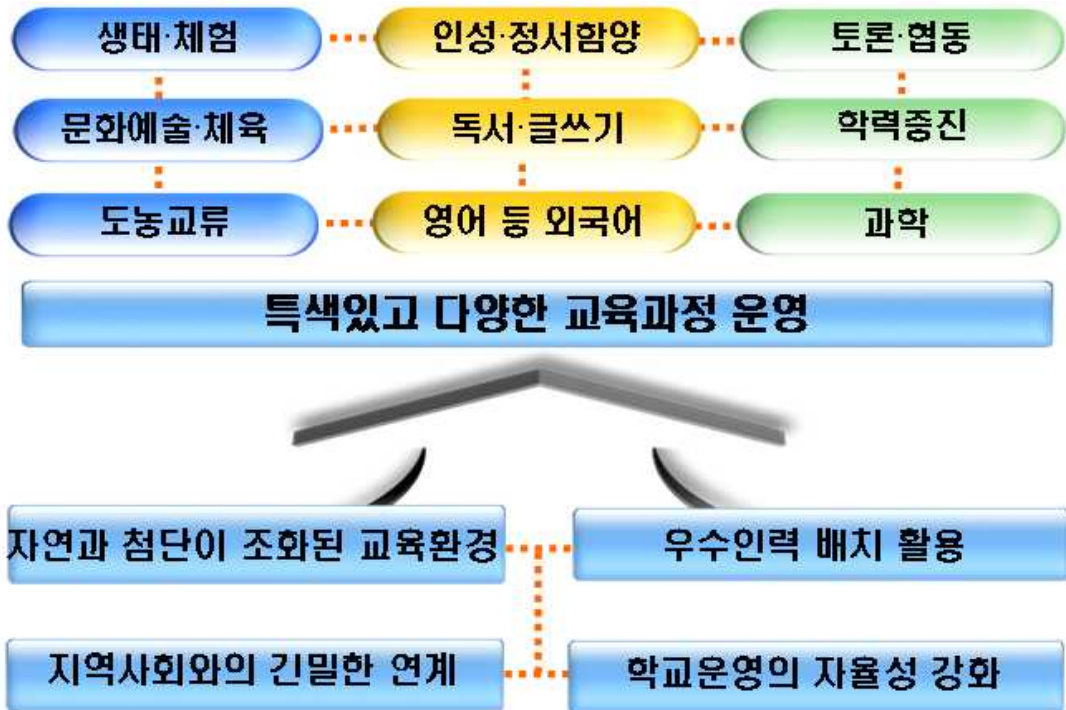 생태·체험 인성·정서함양 토론·협동
문화예술·체육 독서·글쓰기 학력증진
도농교류 영어 등 외국어 과학
특색있고 다양한 교육과정 운영
자연과 첨단이 조화된 교육환경 우수인력 배치 활용
지역사회와의 긴밀한 연계 학교운영의 자율성 강화